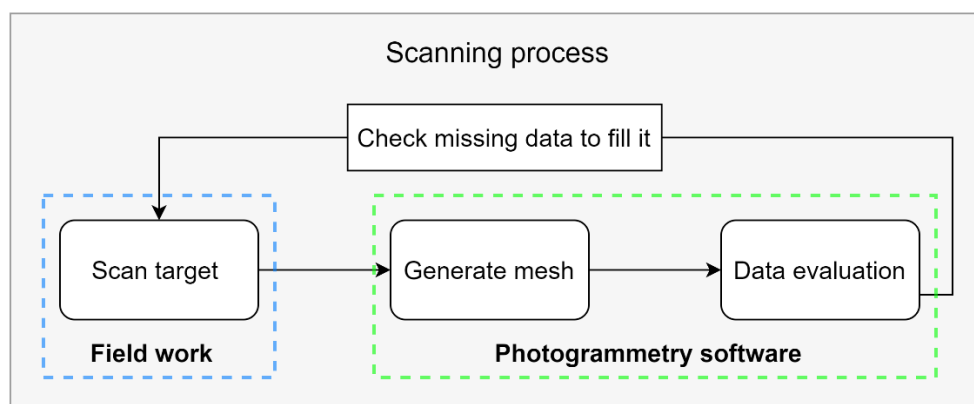 Scanning process
Check missing data to fill it
Scan target
Generate mesh
Data evaluation
Field work
Photogrammetry software